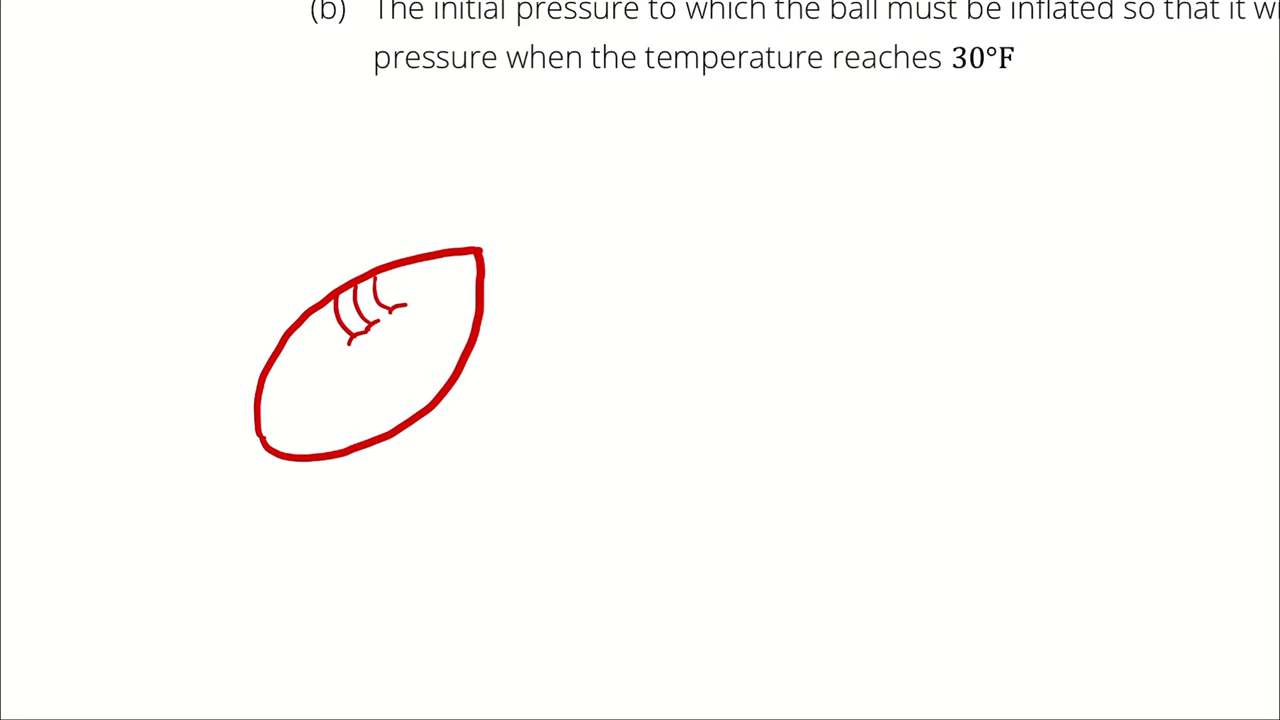 (b) The initial pressure to which the ball must be inflated so that it
pressure when the temperature reaches 30°F